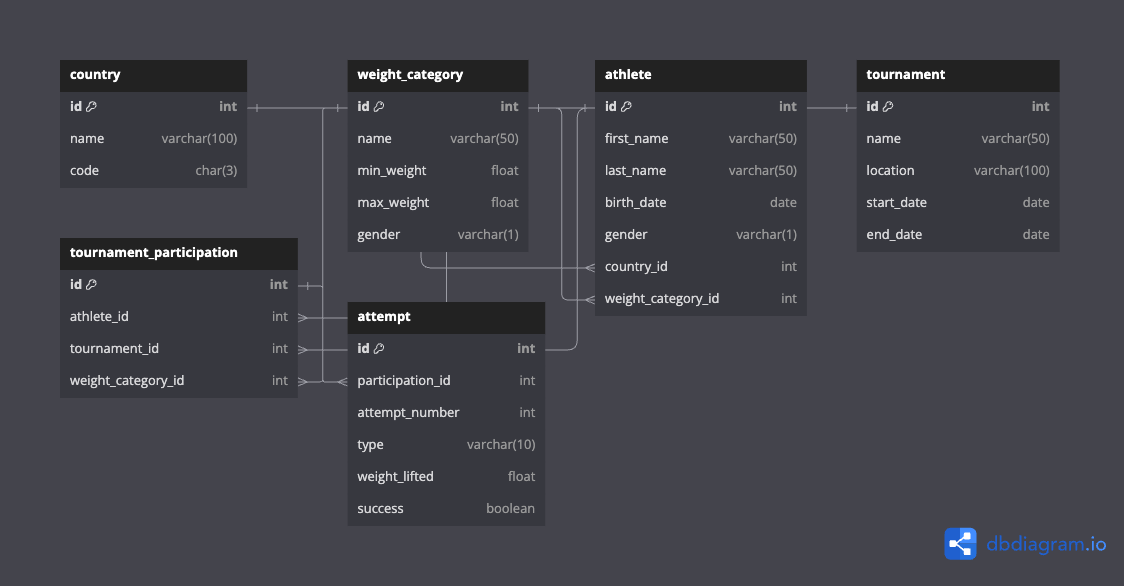 country
id int
name varchar(100)
code char(3)
weight_category
id int
name varchar(50)
min_weight float
max_weight float
gender varchar(1)
athlete
id int
first_name varchar(50)
last_name varchar(50)
birth_date date
gender varchar(1)
country_id int
weight_category_id int
tournament
id int
name varchar(50)
location varchar(100)
start_date date
end_date date
tournament_participation
id int
athlete_id int
tournament_id int
weight_category_id int
attempt
id int
participation_id int
attempt_number int
type varchar(10)
weight_lifted float
success boolean
dbdiagram.io